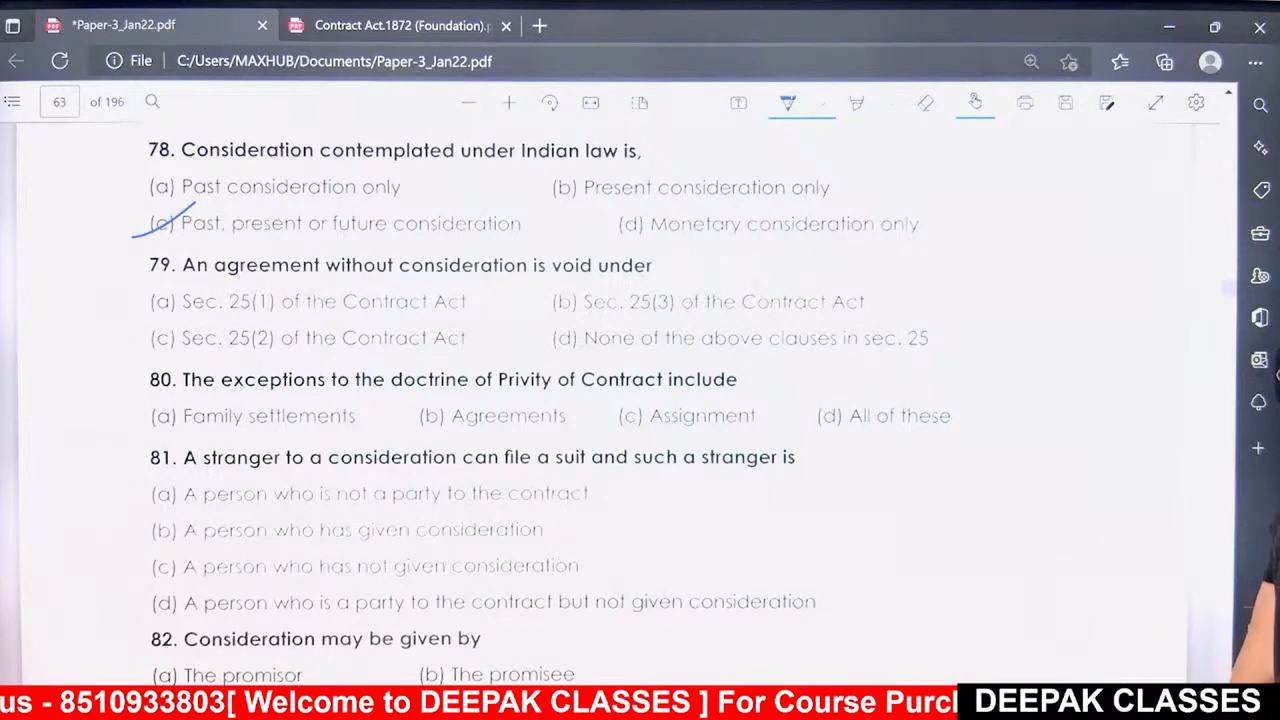 *Paper-3_Jan22.pdf
Contract Act.1872 (Foundation).p
File C:/Users/MAXHUB/Documents/Paper-3_Jan22.pdf
63 of 196
78. Consideration contemplated under Indian law is,
(a) Past consideration only (b) Present consideration only
(c) Past, present or future consideration (d) Monetary consideration only
79. An agreement without consideration is void under
(a) Sec. 25(1) of the Contract Act (b) Sec. 25(3) of the Contract Act
(c) Sec. 25(2) of the Contract Act (d) None of the above clauses in sec. 25
80. The exceptions to the doctrine of Privity of Contract include
(a) Family settlements (b) Agreements (c) Assignment (d) All of these
81. A stranger to a consideration can file a suit and such a stranger is
(a) A person who is not a party to the contract
(b) A person who has given consideration
(c) A person who has not given consideration
(d) A person who is a party to the contract but not given consideration
82. Consideration may be given by
(a) The promisor (b) The promisee
us - 8510933803[ Welcome to DEEPAK CLASSES ] For Course Purcl
DEEPAK CLASSES